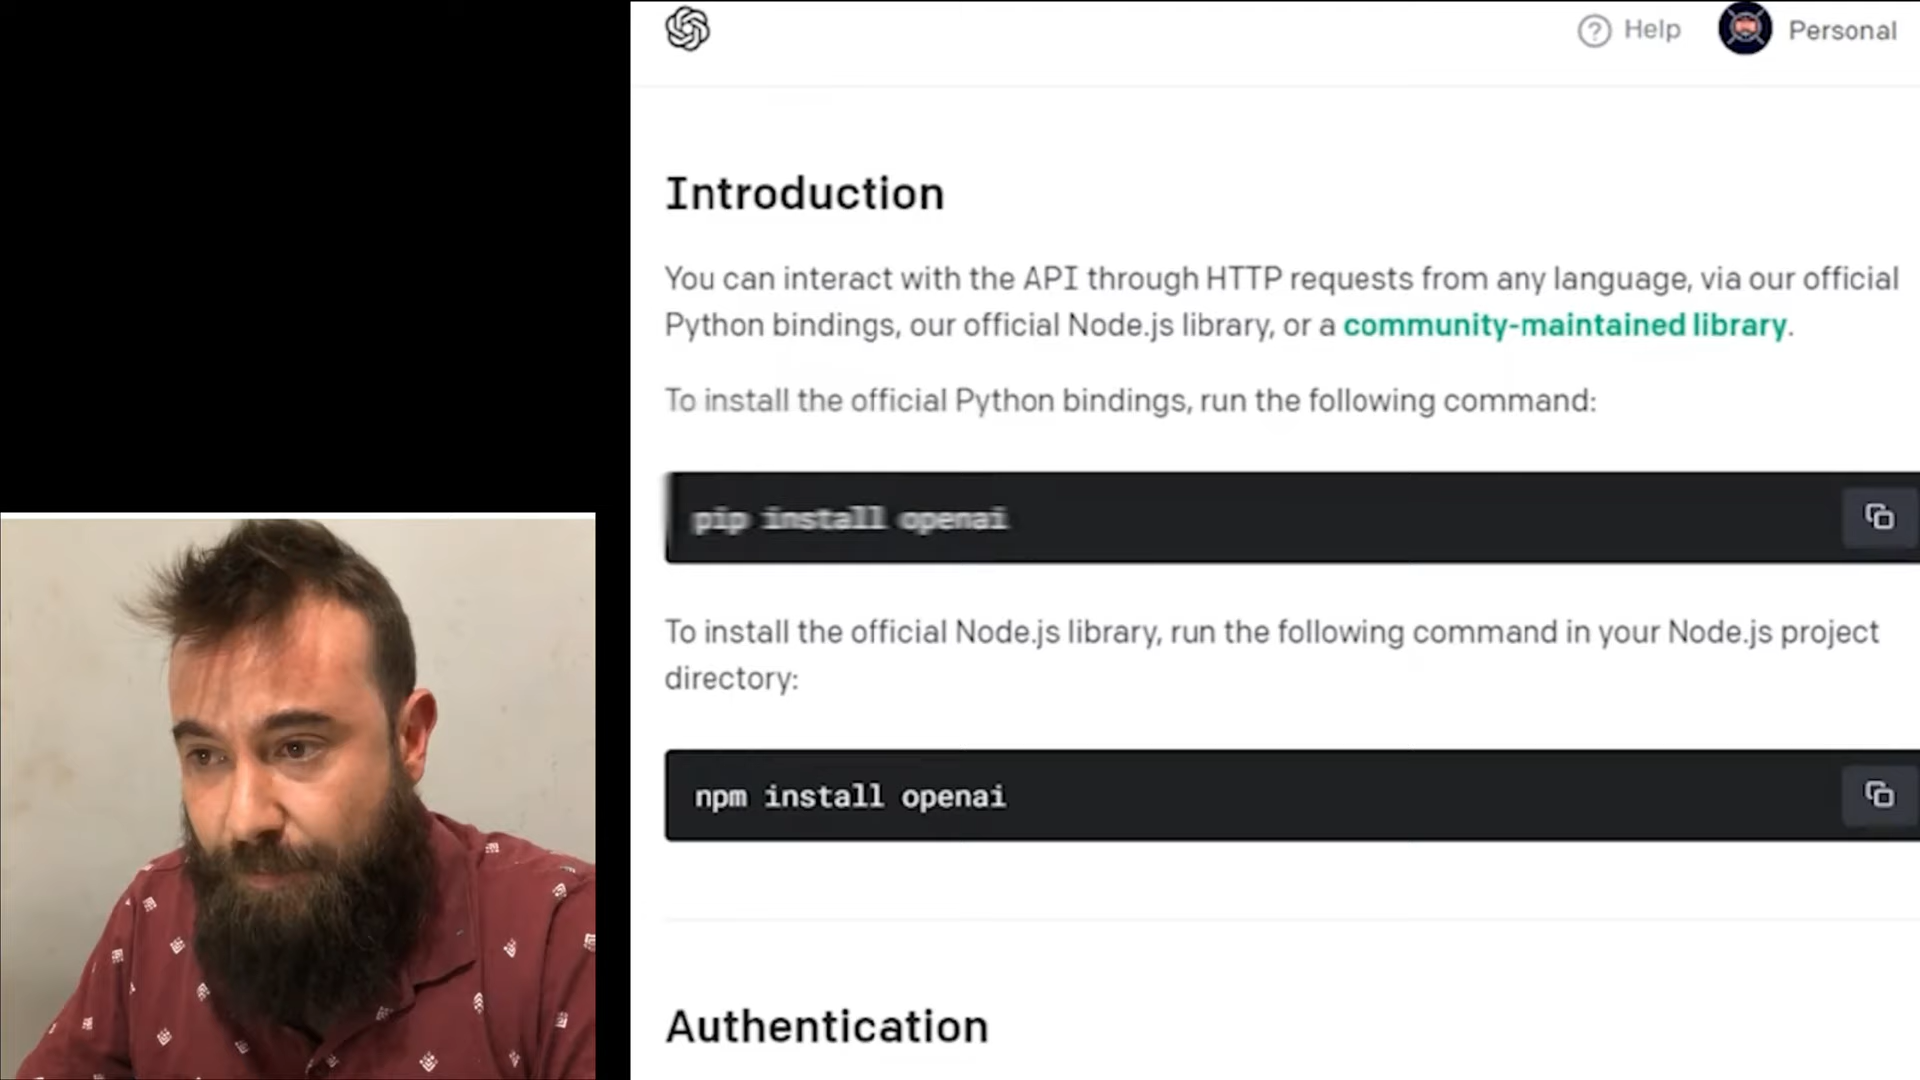 Help
Personal
Introduction
You can interact with the API through HTTP requests from any language, via our official
Python bindings, our official Node.js library, or a community-maintained library.
To install the official Python bindings, run the following command:
pip install openai
To install the official Node.js library, run the following command in your Node.js project
directory:
npm install openai
Authentication